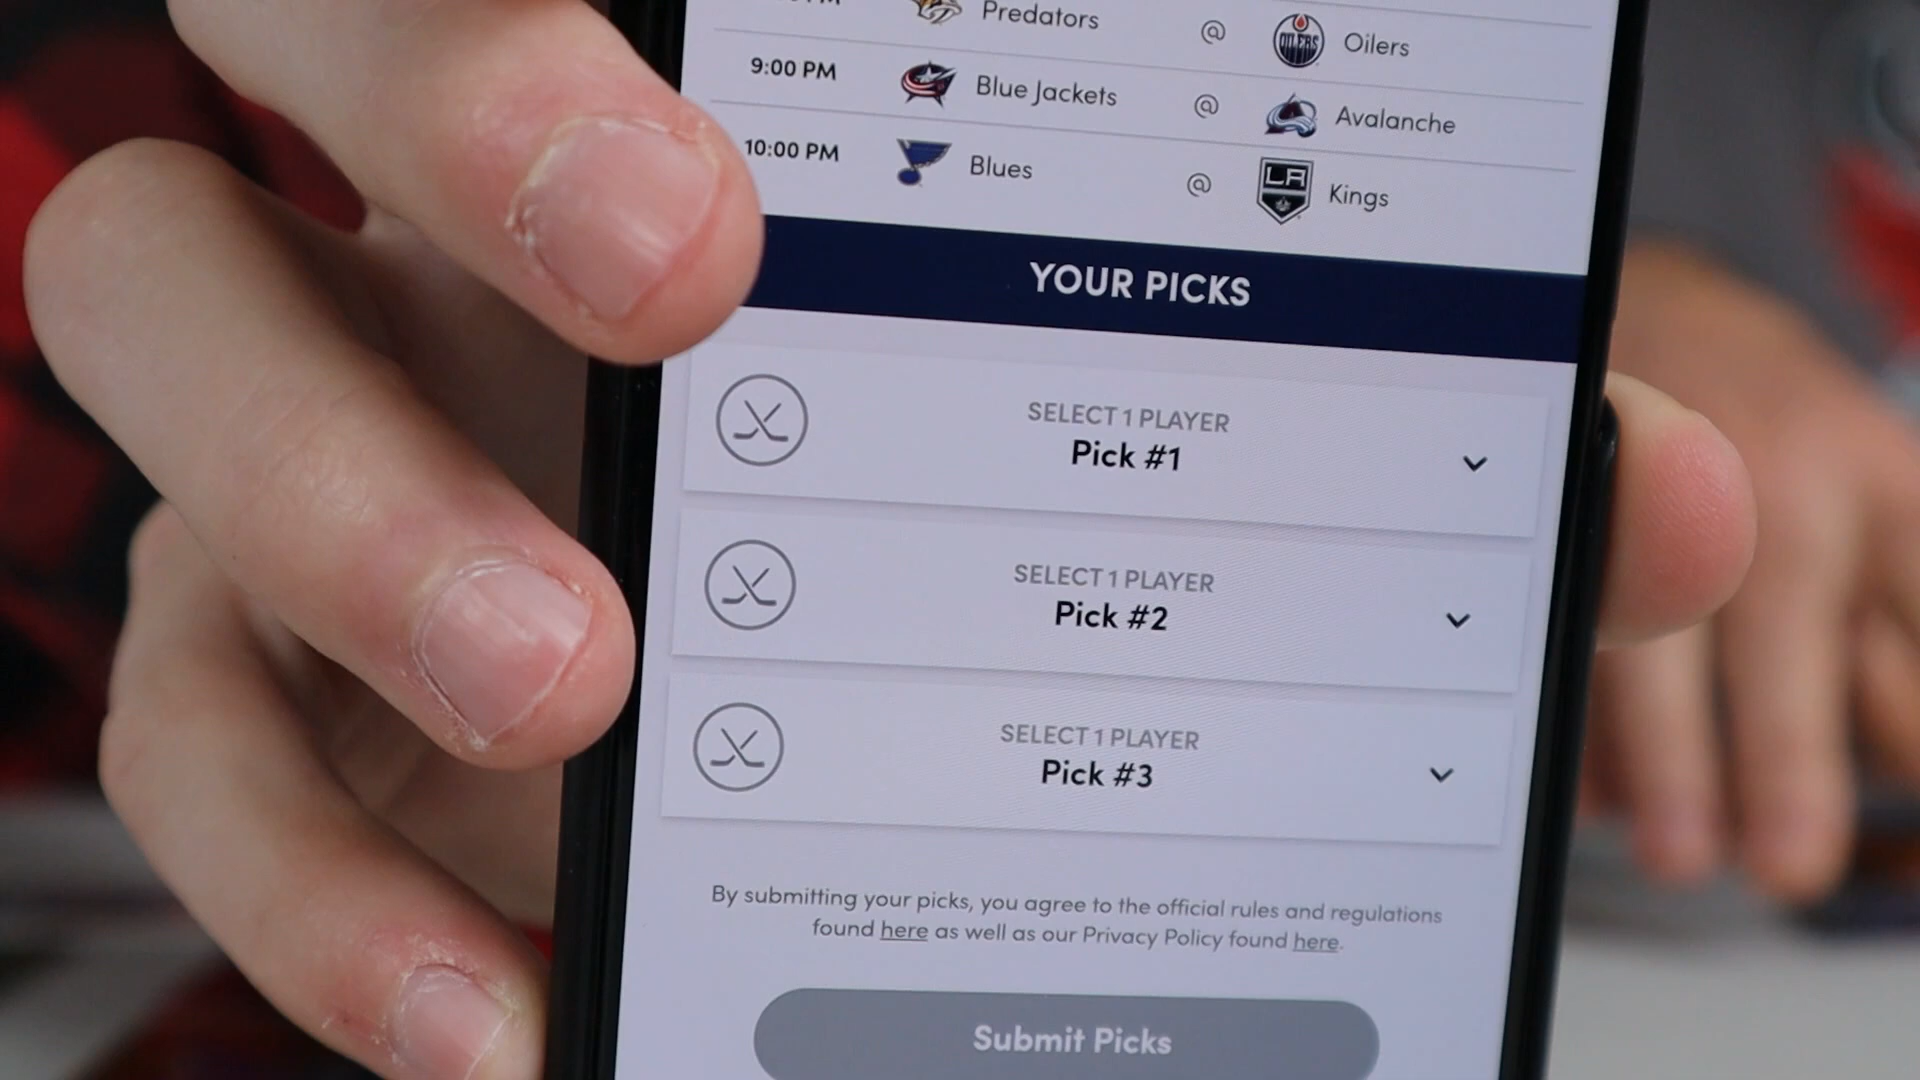 Predators @ OILERS Oilers
9:00 PM Blue Jackets @ Avalanche
10:00 PM Blues @ LA Kings
YOUR PICKS
SELECT 1 PLAYER
Pick #1
SELECT 1 PLAYER
Pick #2
SELECT 1 PLAYER
Pick #3
By submitting your picks, you agree to the official rules and regulations
found here as well as our Privacy Policy found here.
Submit Picks